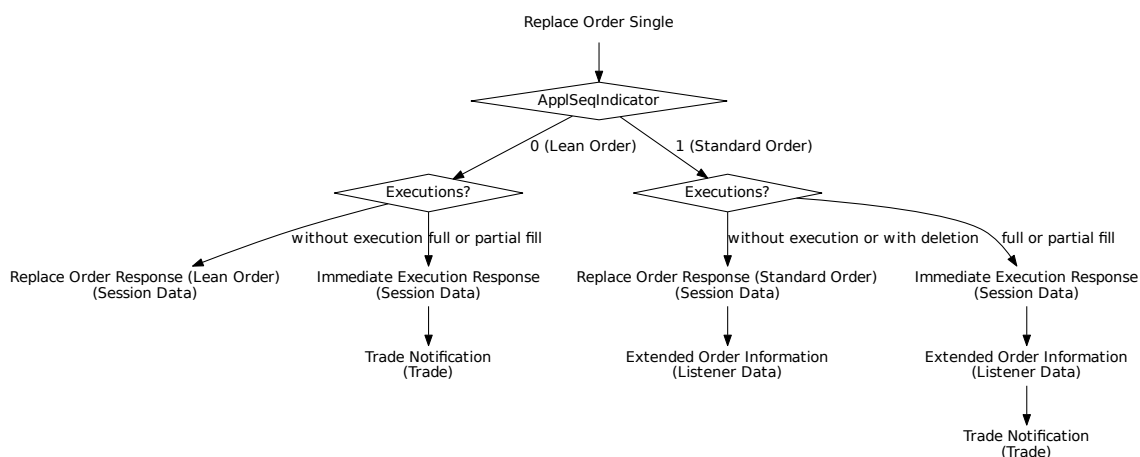 Replace Order Single
ApplSeqIndicator
0 (Lean Order)
1 (Standard Order)
Executions?
Executions?
without execution
full or partial fill
without execution or with deletion
full or partial fill
Replace Order Response (Lean Order)
(Session Data)
Immediate Execution Response
(Session Data)
Replace Order Response (Standard Order)
(Session Data)
Immediate Execution Response
(Session Data)
Trade Notification
(Trade)
Extended Order Information
(Listener Data)
Extended Order Information
(Listener Data)
Trade Notification
(Trade)